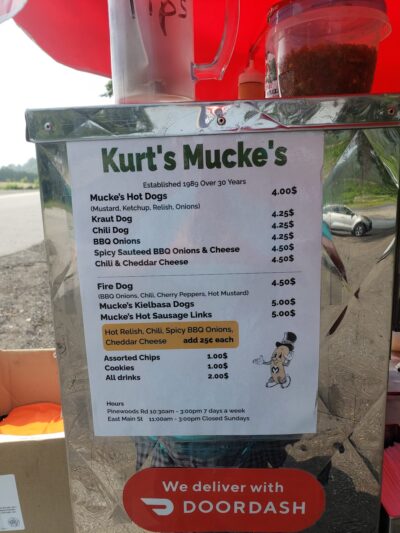 Tips
Kurt's Mucke's
Established 1989 Over 30 Years
Mucke's Hot Dogs 4.00$
(Mustard, Ketchup, Relish, Onions)
Kraut Dog 4.25$
Chili Dog 4.25$
BBQ Onions 4.25$
Spicy Sauteed BBQ Onions & Cheese 4.50$
Chili & Cheddar Cheese 4.50$
Fire Dog 4.50$
(BBQ Onions, Chili, Cherry Peppers, Hot Mustard)
Mucke's Kielbasa Dogs 5.00$
Mucke's Hot Sausage Links 5.00$
Hot Relish, Chili, Spicy BBQ Onions,
Cheddar Cheese add 25¢ each
Assorted Chips 1.00$
Cookies 1.00$
All drinks 2.00$
M
Hours
Pinewoods Rd 10:30am - 3:00pm 7 days a week
East Main St 11:00am - 3:00pm Closed Sundays
We deliver with
DOORDASH